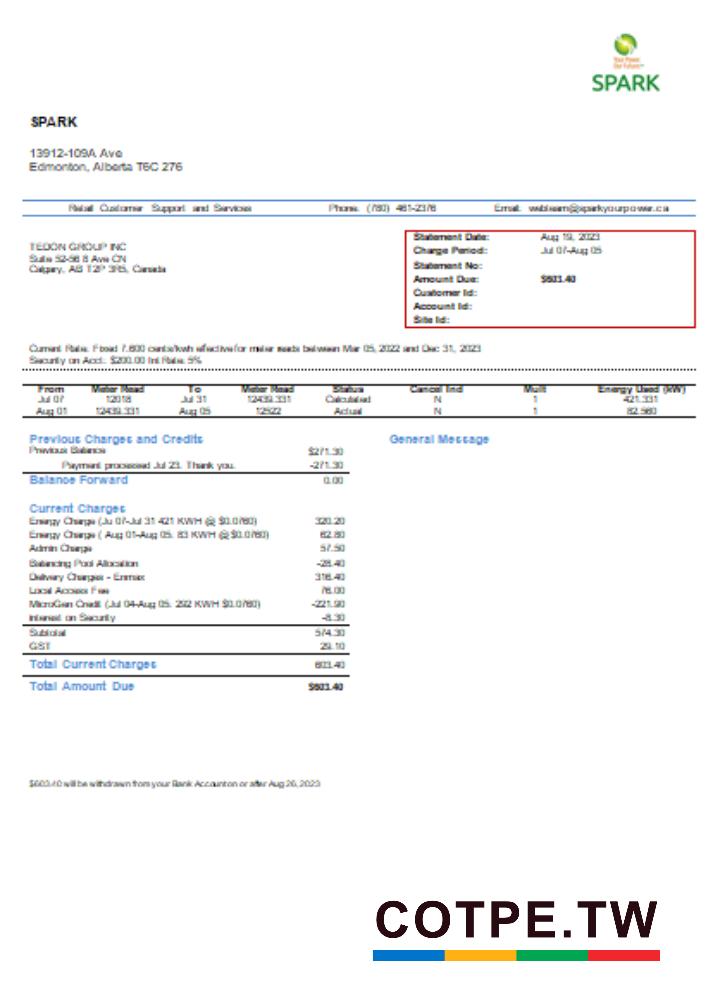 Your Power
Our Future™
SPARK
SPARK
13912-109A Ave
Edmonton, Alberta T6C 276
Retail Customer Support and Services Phone. (780) 461-2376 Email. webteam@sparkyourpower.ca
TEDON GROUP INC
Suite 52-56 8 Ave CN
Calgary, AB T2P 3R5, Canada
Statement Date: Aug 19, 2023
Charge Period: Jul 07-Aug 05
Statement No:
Amount Due: $603.40
Customer Id:
Account Id:
Site Id:
Current Rate: Fixed 7.600 cents/kwh effective for meter reads between Mar 05, 2022 and Dec 31, 2023
Security on Acct.: $200.00 Int Rate: 5%
From Meter Read To Meter Read Status Cancel Ind Mult Energy Used (kW)
Jul 07 12018 Jul 31 12439.331 Calculated N 1 421.331
Aug 01 12439.331 Aug 05 12522 Actual N 1 82.560
Previous Charges and Credits
Previous Balance $271.30
Payment processed Jul 23. Thank you. -271.30
Balance Forward 0.00
General Message
Current Charges
Energy Charge (Ju 07-Jul 31 421 KWH @ $0.0760) 320.20
Energy Charge ( Aug 01-Aug 05. 83 KWH @ $0.0760) 62.80
Admin Charge 57.50
Balancing Pool Allocation -28.40
Delivery Charges - Enmax 316.40
Local Access Fee 76.00
MicroGen Credit (Jul 04-Aug 05. 292 KWH $0.0760) -221.90
Interest on Security -8.30
Subtotal 574.30
GST 29.10
Total Current Charges 603.40
Total Amount Due $603.40
$603.40 will be withdrawn from your Bank Accounton or after Aug 26, 2023
COTPE.TW